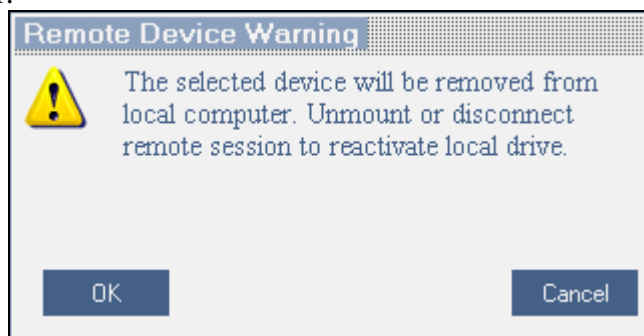 Remote Device Warning
The selected device will be removed from
local computer. Unmount or disconnect
remote session to reactivate local drive.
OK
Cancel